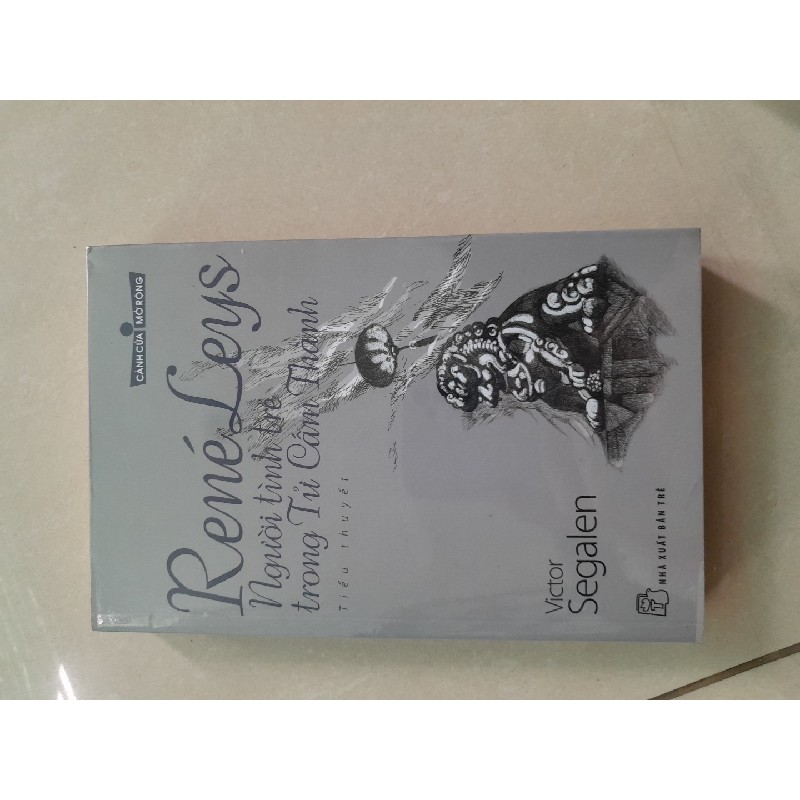 CÁNH CỬA MỞ RỘNG
René Leys
Người tình trẻ
trong Tử Cấm Thành
Tiểu thuyết
Victor
Segalen
NHÀ XUẤT BẢN TRẺ